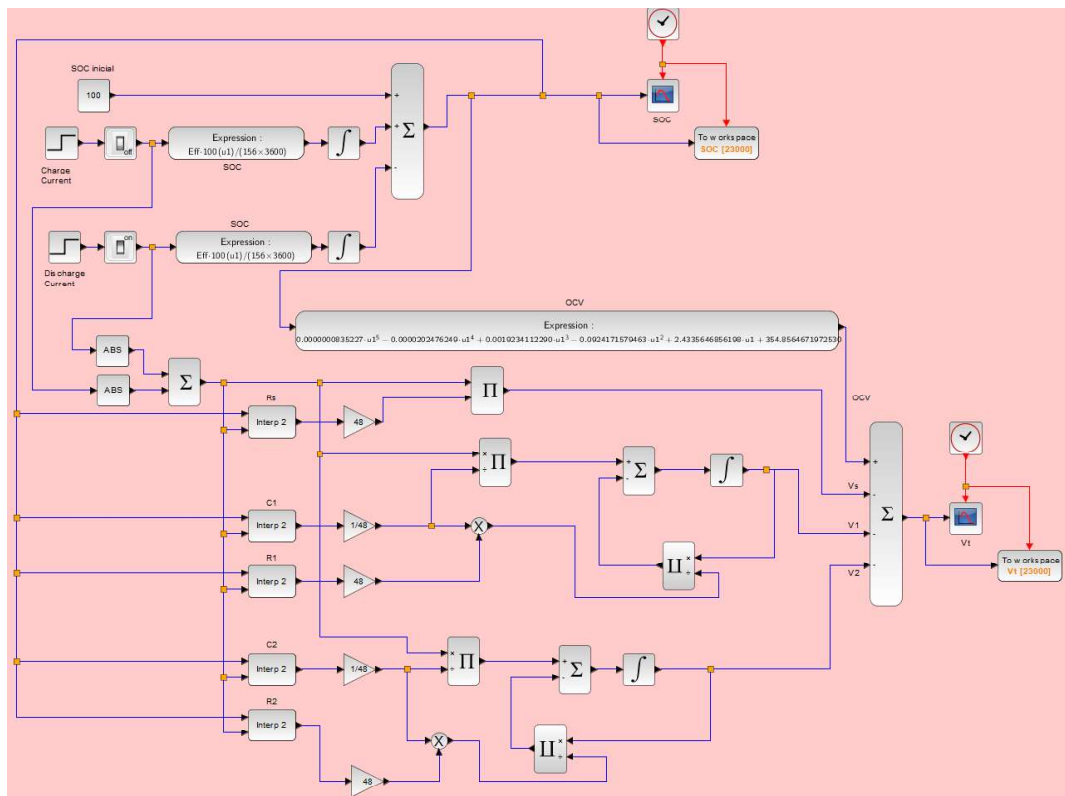 SOC inicial
100
+
+
-
Σ
SOC
To workspace
SOC [23000]
Charge
Current
off
Expression :
Eff·100(u1)/(156×3600)
∫
SOC
SOC
Discharge
Current
on
Expression :
Eff·100(u1)/(156×3600)
∫
OCV
Expression :
0.0000000835227·u1⁵ − 0.0000202476249·u1⁴ + 0.0019234112290·u1³ − 0.0924171579463·u1² + 2.4335646856198·u1 + 354.8564671972530
ABS
ABS
Σ
Π
Rs
Interp 2
48
OCV
×
÷
Π
+
-
Σ
∫
+
Vs
-
V1
-
V2
-
Σ
Vt
To workspace
Vt [23000]
C1
Interp 2
1/48
X
R1
Interp 2
48
∐
×
÷
C2
Interp 2
1/48
×
÷
Π
+
-
Σ
∫
R2
Interp 2
X
∐
×
÷
48